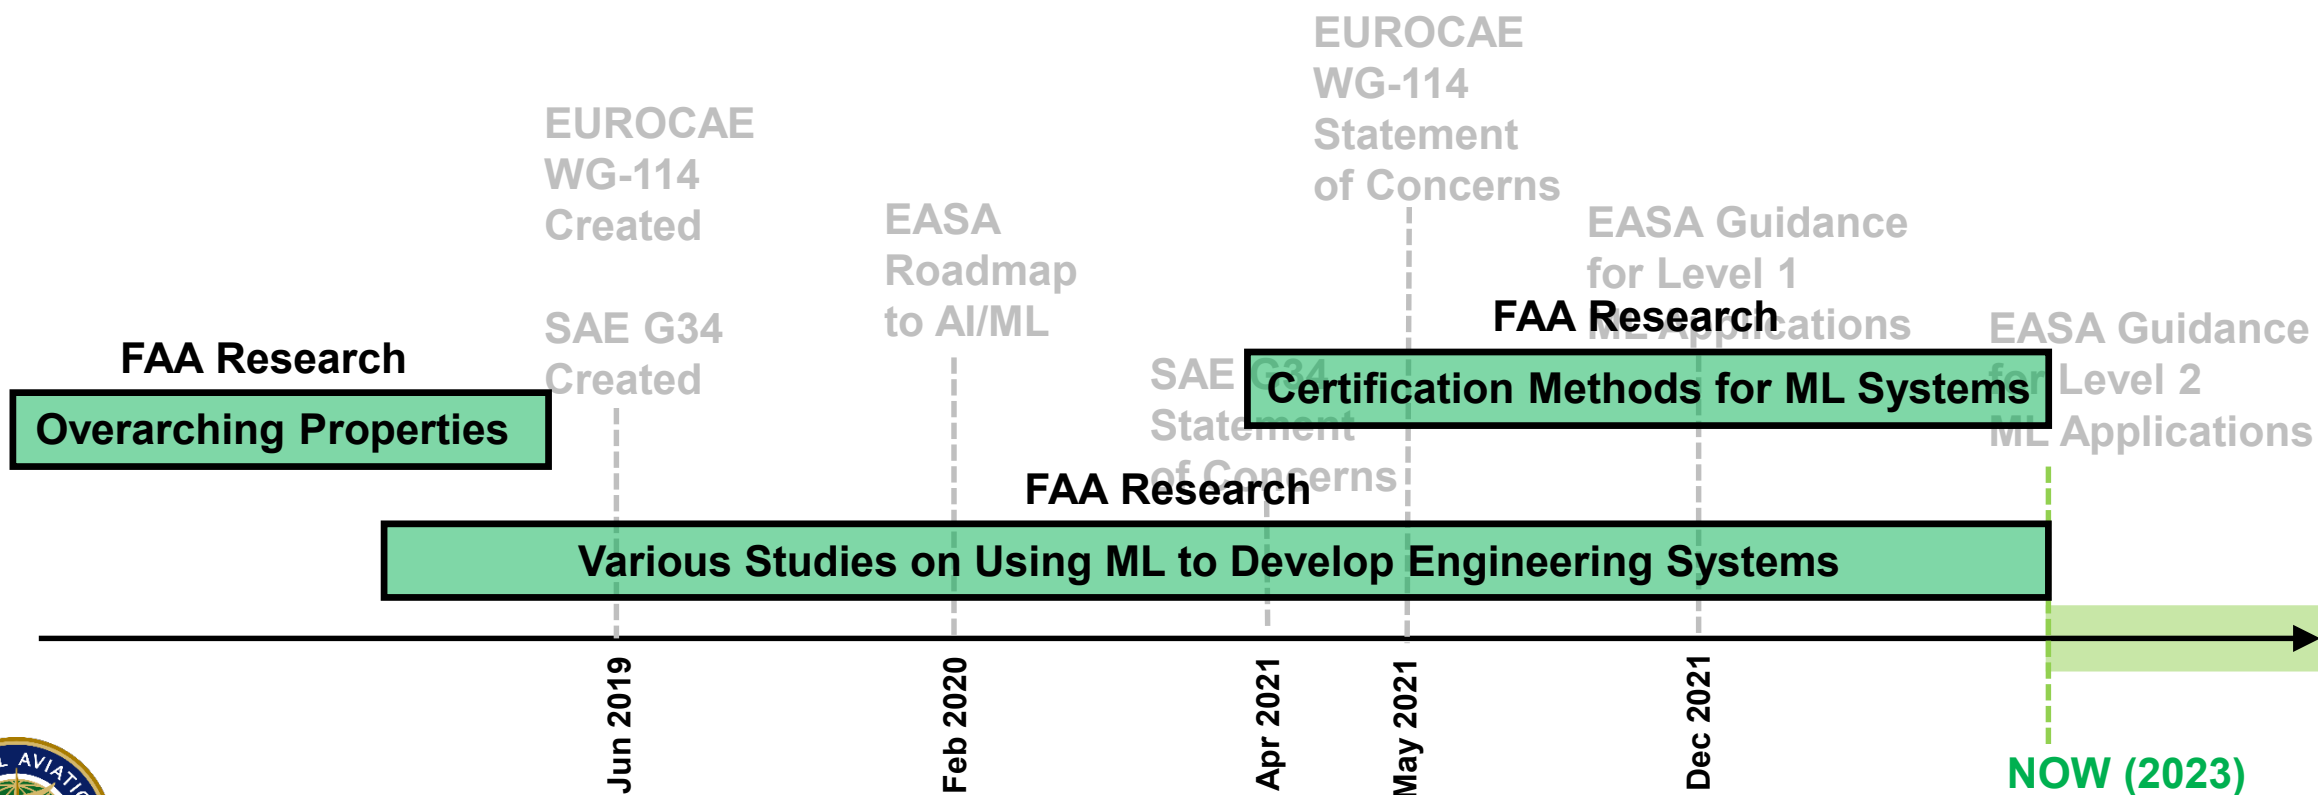 EUROCAE
WG-114
Statement
of Concerns
EUROCAE
WG-114
Created
SAE G34
Created
EASA
Roadmap
to AI/ML
EASA Guidance
for Level 1
ML Applications
SAE G34
Statement
of Concerns
EASA Guidance
for Level 2
ML Applications
FAA Research
Overarching Properties
FAA Research
Certification Methods for ML Systems
FAA Research
Various Studies on Using ML to Develop Engineering Systems
Jun 2019
Feb 2020
Apr 2021
May 2021
Dec 2021
NOW (2023)
L AVIATIO